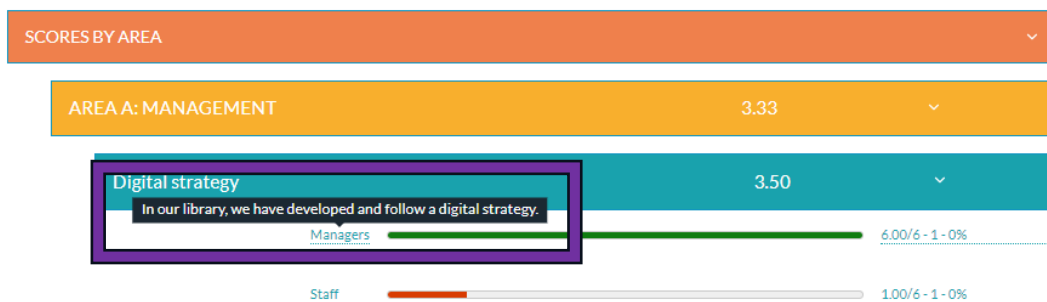 SCORES BY AREA
AREA A: MANAGEMENT 3.33
Digital strategy 3.50
In our library, we have developed and follow a digital strategy.
Managers 6.00/6 - 1 - 0%
Staff 1.00/6 - 1 - 0%